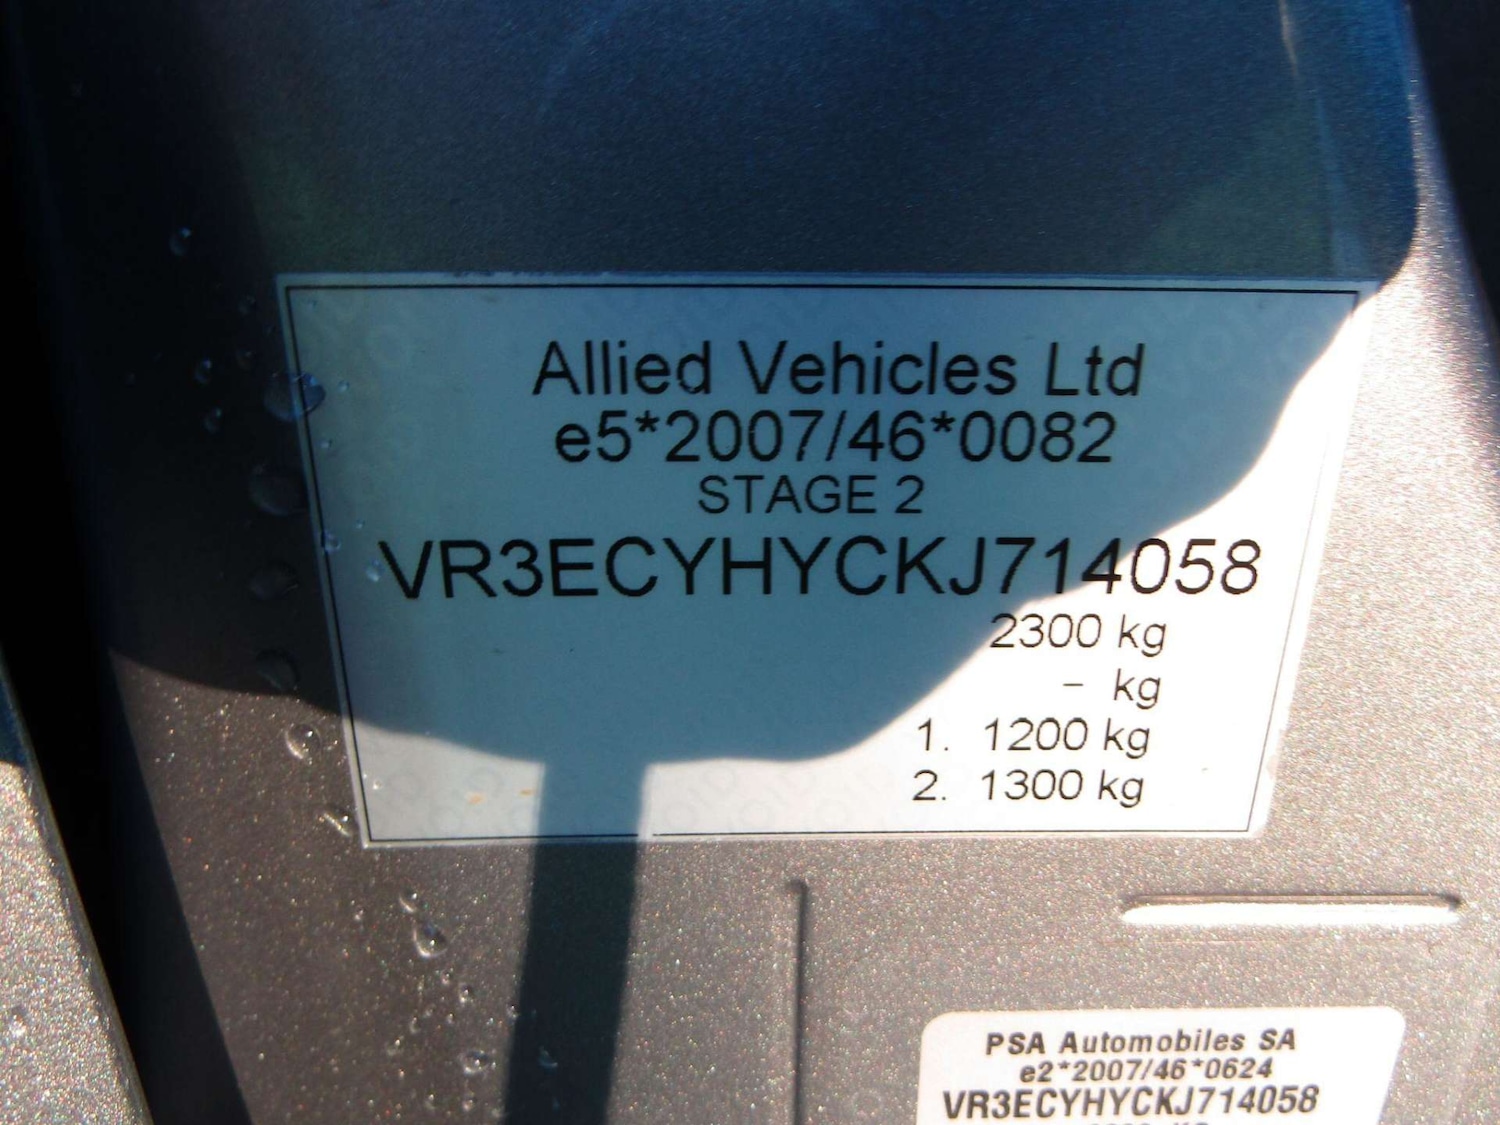 Allied Vehicles Ltd
e5*2007/46*0082
STAGE 2
VR3ECYHYCKJ714058
2300 kg
– kg
1. 1200 kg
2. 1300 kg
PSA Automobiles SA
e2*2007/46*0624
VR3ECYHYCKJ714058